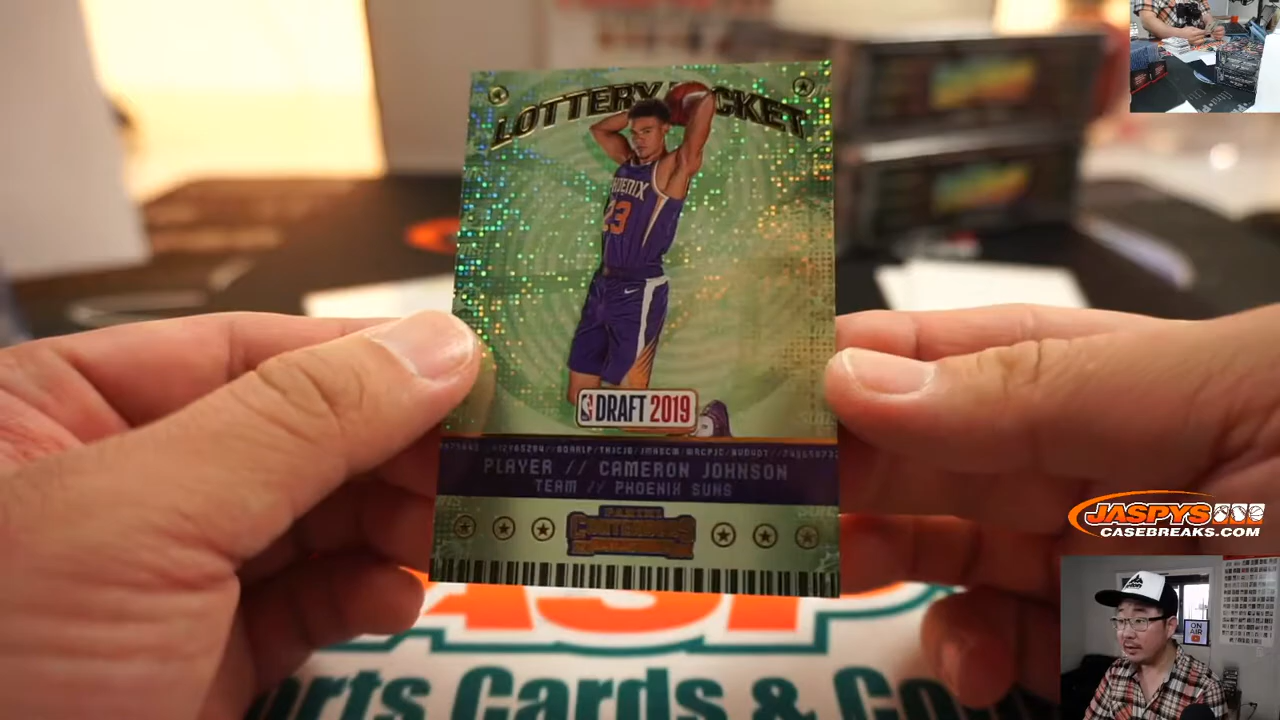 LOTTERY TICKET
PHOENIX
23
DRAFT 2019
PLAYER // CAMERON JOHNSON
TEAM // PHOENIX SUNS
PANINI
CONTENDERS
JASPYS
CASEBREAKS.COM
ON
AIR
orts Cards & Co